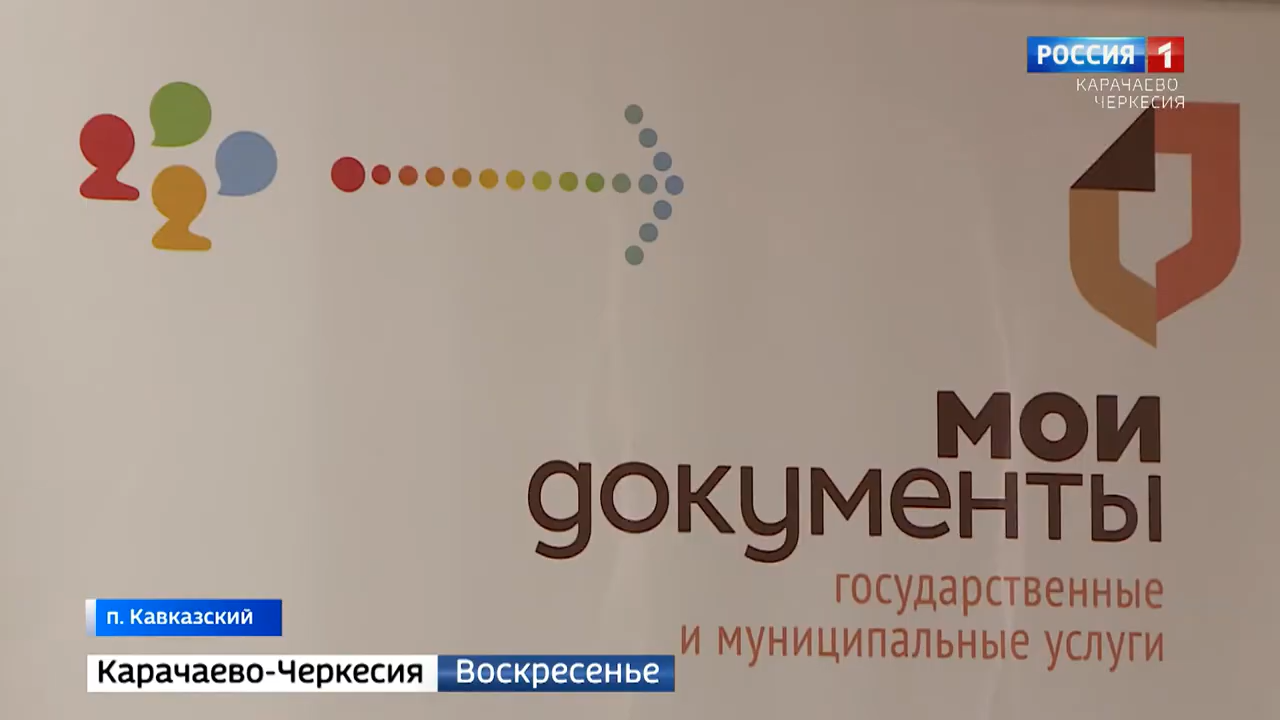 РОССИЯ 1
КАРАЧАЕВО
ЧЕРКЕСИЯ
мои
документы
государственные
и муниципальные услуги
п. Кавказский
Карачаево-Черкесия Воскресенье